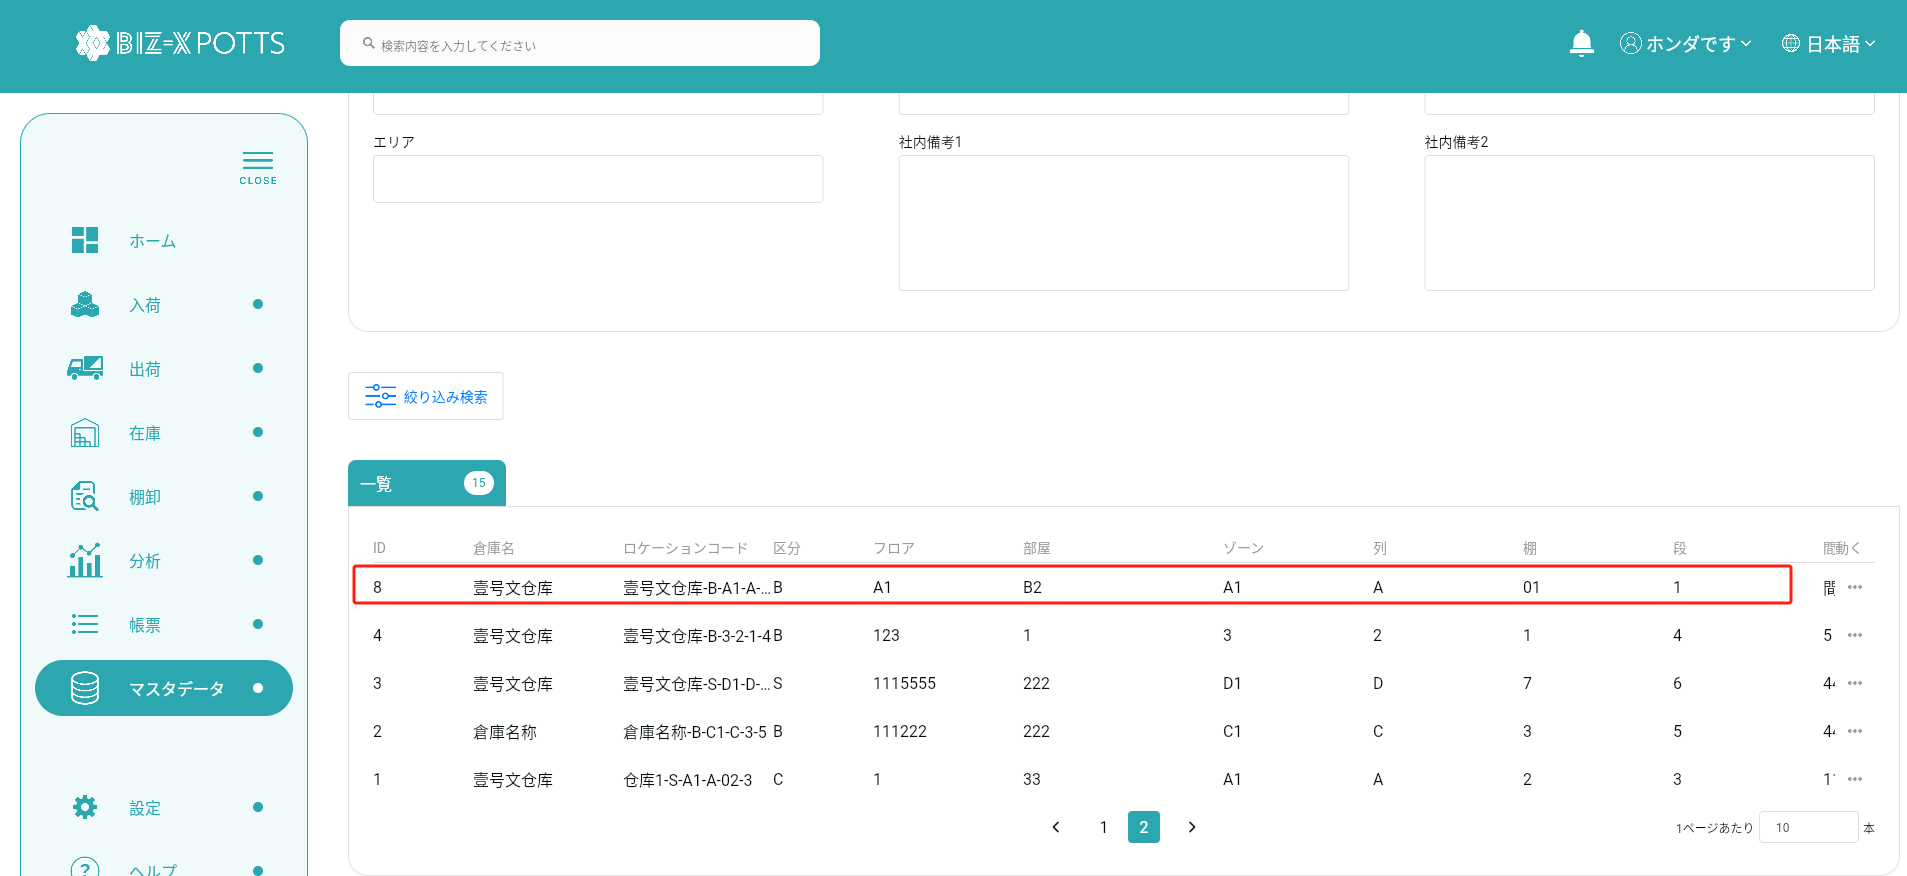 BIZ=X POTTS
検索内容を入力してください
ホンダです
日本語
CLOSE
ホーム
入荷
出荷
在庫
棚卸
分析
帳票
マスタデータ
設定
ヘルプ
エリア
社内備考1
社内備考2
絞り込み検索
一覧 15
ID 倉庫名 ロケーションコード 区分 フロア 部屋 ゾーン 列 棚 段 間 動く
8 壹号文仓库 壹号文仓库-B-A1-A-... B A1 B2 A1 A 01 1 間 •••
4 壹号文仓库 壹号文仓库-B-3-2-1-4 B 123 1 3 2 1 4 5 •••
3 壹号文仓库 壹号文仓库-S-D1-D-... S 1115555 222 D1 D 7 6 •••
2 倉庫名称 倉庫名称-B-C1-C-3-5 B 111222 222 C1 C 3 5 •••
1 壹号文仓库 仓库1-S-A1-A-02-3 C 1 33 A1 A 2 3 •••
1 2
1ページあたり 10 本